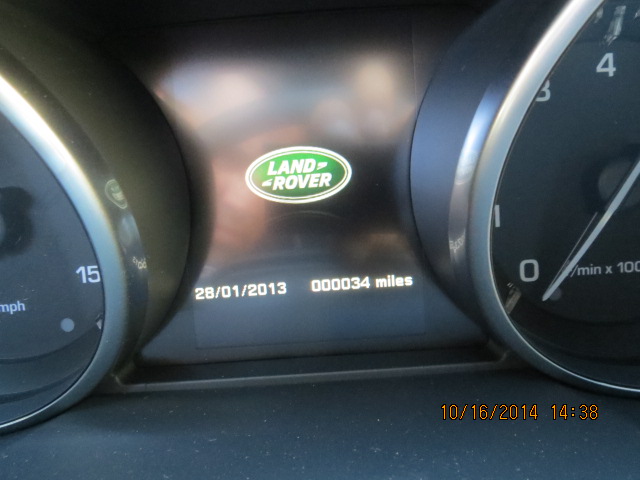 LAND
ROVER
28/01/2013 000034 miles
15
mph
4
3
1
0
r/min x 100
10/16/2014 14:38